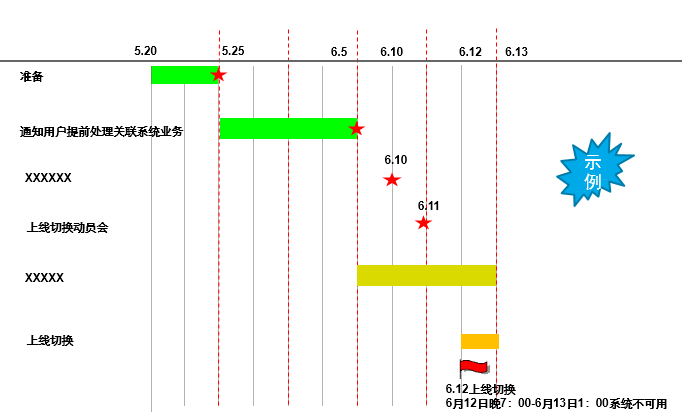 5.20
5.25
6.5
6.10
6.12
6.13
准备
通知用户提前处理关联系统业务
示
例
6.10
XXXXXX
6.11
上线切换动员会
XXXXX
上线切换
6.12上线切换
6月12日晚7：00-6月13日1：00系统不可用